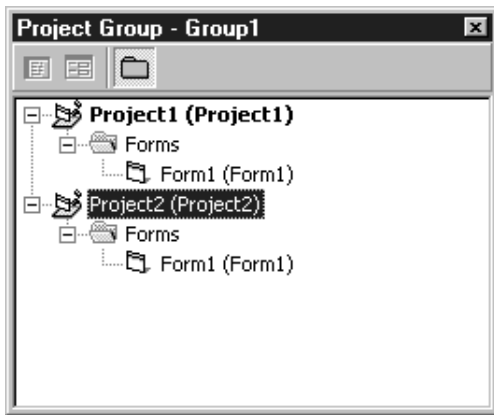 Project Group - Group1
Project1 (Project1)
Forms
Form1 (Form1)
Project2 (Project2)
Forms
Form1 (Form1)